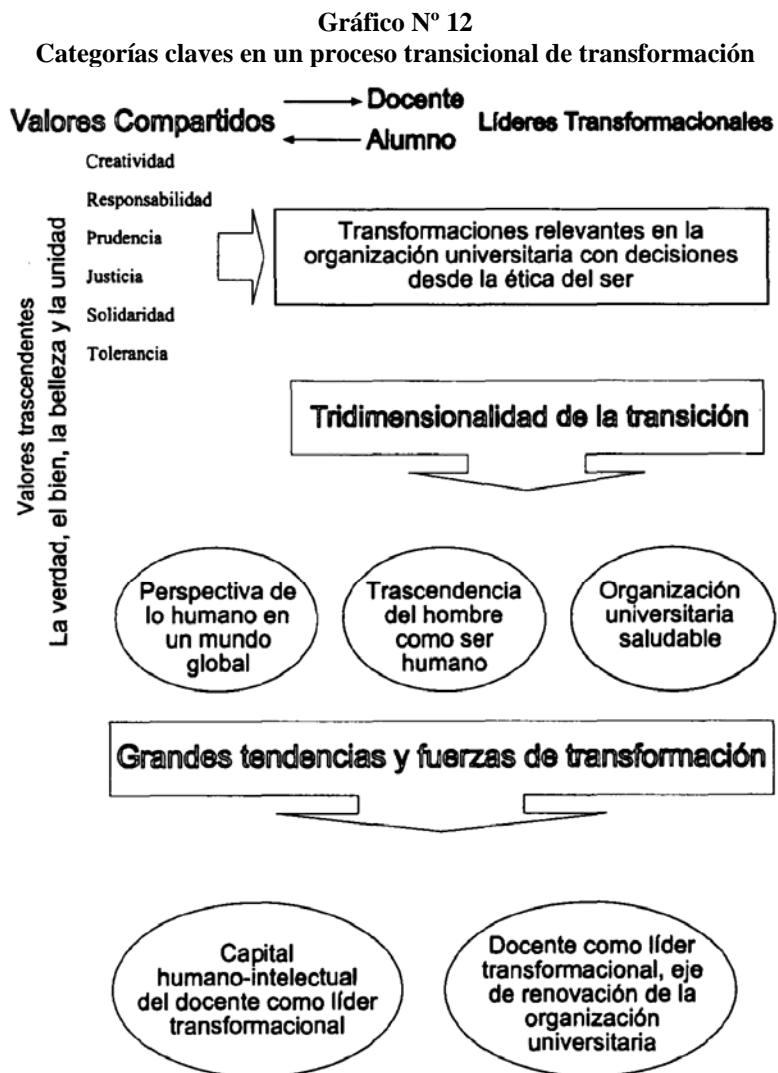 Gráfico Nº 12
Categorías claves en un proceso transicional de transformación
Valores Compartidos
Docente
Alumno
Líderes Transformacionales
Valores trascendentes
La verdad, el bien, la belleza y la unidad
Creatividad
Responsabilidad
Prudencia
Justicia
Solidaridad
Tolerancia
Transformaciones relevantes en la
organización universitaria con decisiones
desde la ética del ser
Tridimensionalidad de la transición
Perspectiva de
lo humano en
un mundo
global
Trascendencia
del hombre
como ser
humano
Organización
universitaria
saludable
Grandes tendencias y fuerzas de transformación
Capital
humano-intelectual
del docente como líder
transformacional
Docente como líder
transformacional, eje
de renovación de la
organización
universitaria